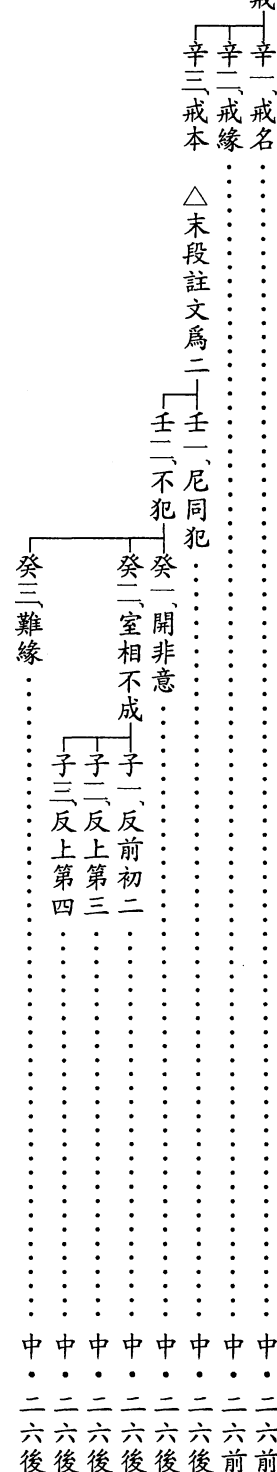 戒
辛一、戒名……中・二六前
辛二、戒緣……中・二六前
辛三、戒本 △末段註文爲二
壬一、尼同犯……中・二六後
壬二、不犯
癸一、開非意……中・二六後
癸二、室相不成
子一、反前初二……中・二六後
子二、反上第三……中・二六後
子三、反上第四……中・二六後
癸三、難緣……中・二六後